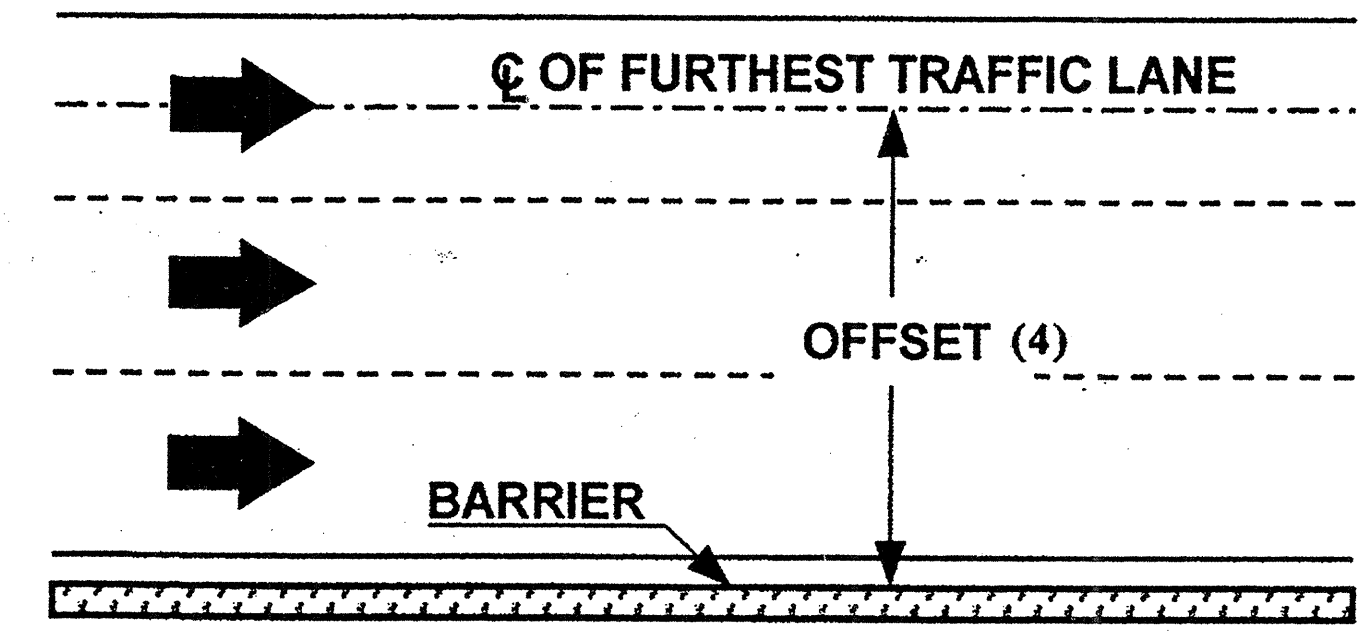 ℄ OF FURTHEST TRAFFIC LANE
OFFSET (4)
BARRIER